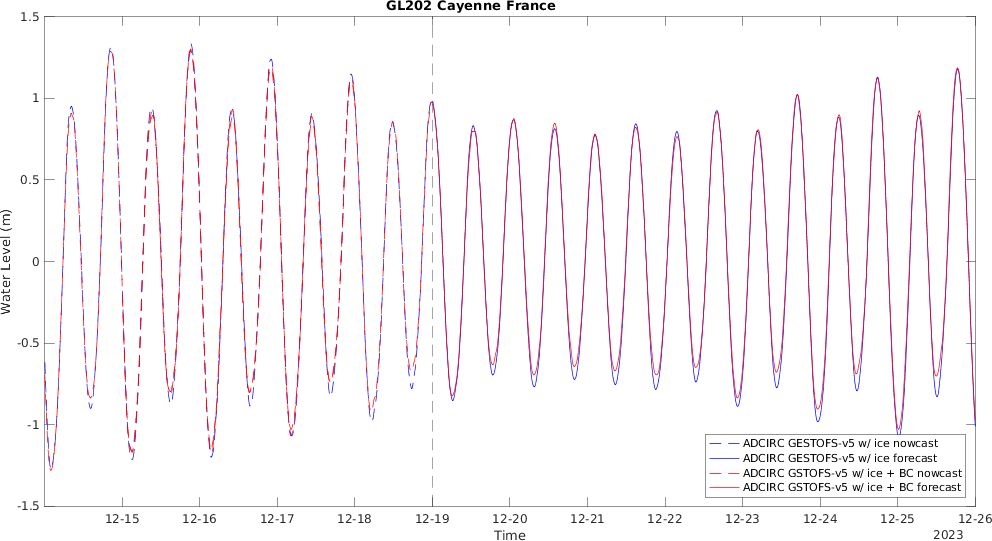 GL202 Cayenne France
1.5
1
0.5
0
-0.5
-1
-1.5
Water Level (m)
12-15 12-16 12-17 12-18 12-19 12-20 12-21 12-22 12-23 12-24 12-25 12-26
Time
2023
ADCIRC GESTOFS-v5 w/ ice nowcast
ADCIRC GESTOFS-v5 w/ ice forecast
ADCIRC GSTOFS-v5 w/ ice + BC nowcast
ADCIRC GSTOFS-v5 w/ ice + BC forecast